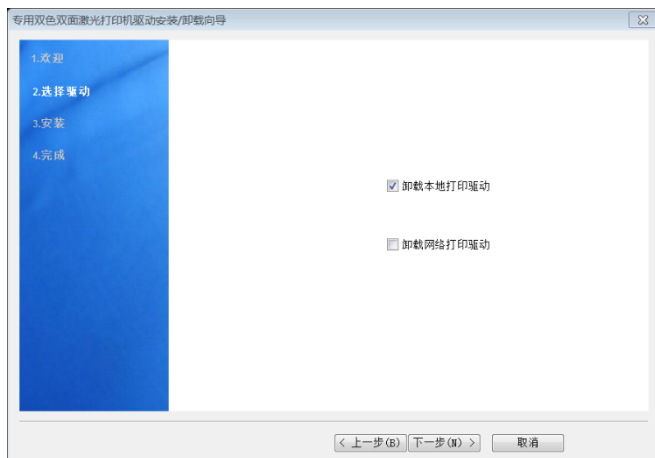 专用双色双面激光打印机驱动安装/卸载向导
1.欢迎
2.选择驱动
3.安装
4.完成
卸载本地打印驱动
卸载网络打印驱动
< 上一步(B)
下一步(N) >
取消